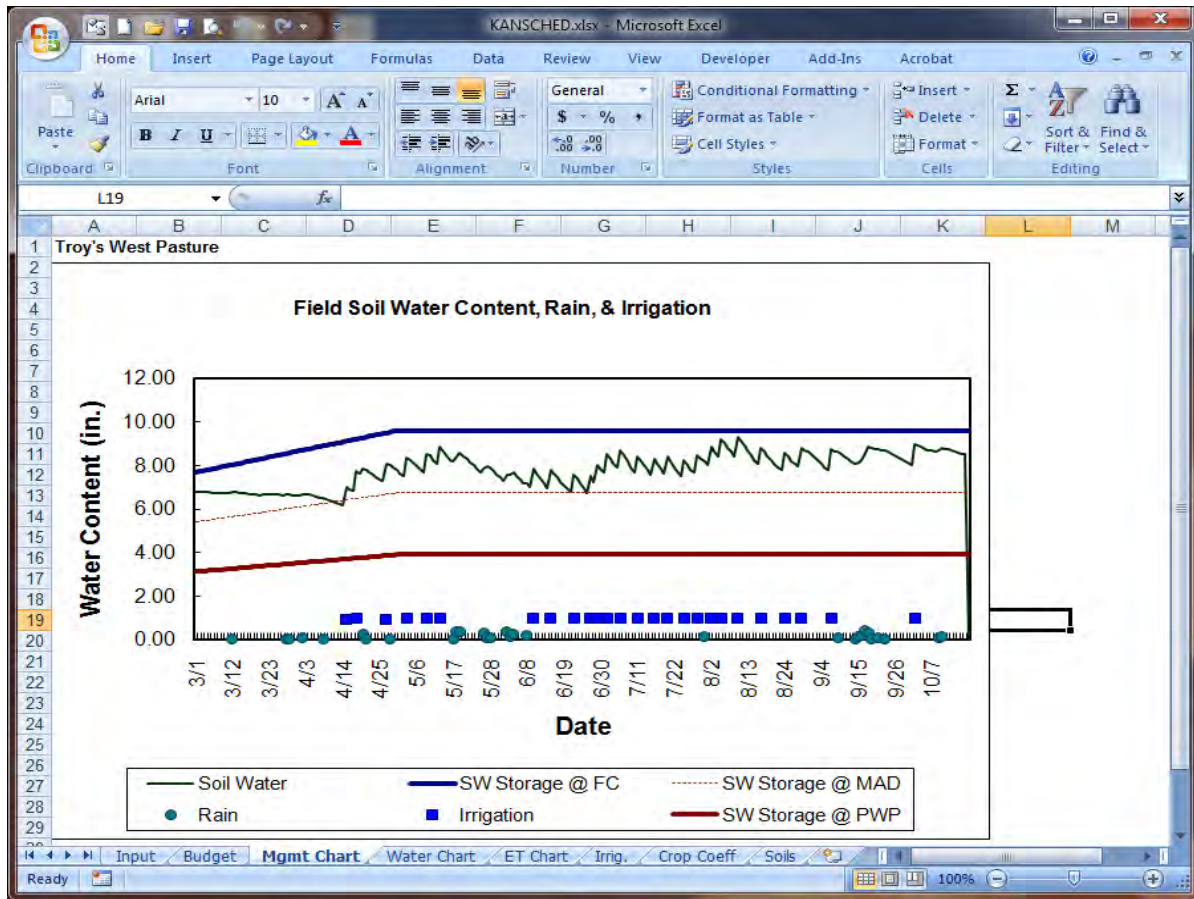 KANSCHED.xlsx - Microsoft Excel
Home Insert Page Layout Formulas Data Review View Developer Add-Ins Acrobat
Paste
Arial 10 A A
B I U A
General
$ % ,
.0 .00 .00 .0
Conditional Formatting
Format as Table
Cell Styles
Insert
Delete
Format
Σ
A Z
Sort & Filter
Find & Select
Clipboard Font Alignment Number Styles Cells Editing
L19 fx
A B C D E F G H I J K L M
1 Troy's West Pasture
2
3
4
5
6
7
8
9
10
11
12
13
14
15
16
17
18
19
20
21
22
23
24
25
26
27
28
29
Field Soil Water Content, Rain, & Irrigation
Water Content (in.)
12.00
10.00
8.00
6.00
4.00
2.00
0.00
3/1 3/12 3/23 4/3 4/14 4/25 5/6 5/17 5/28 6/8 6/19 6/30 7/11 7/22 8/2 8/13 8/24 9/4 9/15 9/26 10/7
Date
Soil Water SW Storage @ FC SW Storage @ MAD
Rain Irrigation SW Storage @ PWP
Input Budget Mgmt Chart Water Chart ET Chart Irrig. Crop Coeff Soils
Ready 100%